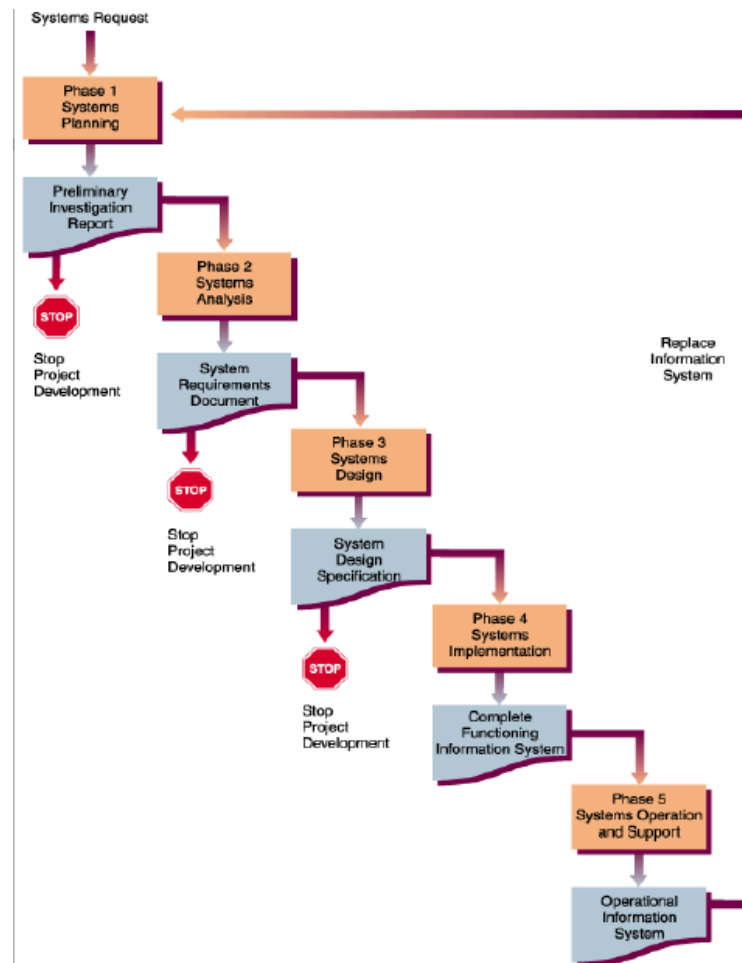 Systems Request
Phase 1
Systems
Planning
Preliminary
Investigation
Report
STOP
Stop
Project
Development
Phase 2
Systems
Analysis
System
Requirements
Document
STOP
Stop
Project
Development
Replace
Information
System
Phase 3
Systems
Design
System
Design
Specification
STOP
Stop
Project
Development
Phase 4
Systems
Implementation
Complete
Functioning
Information System
Phase 5
Systems Operation
and Support
Operational
Information
System